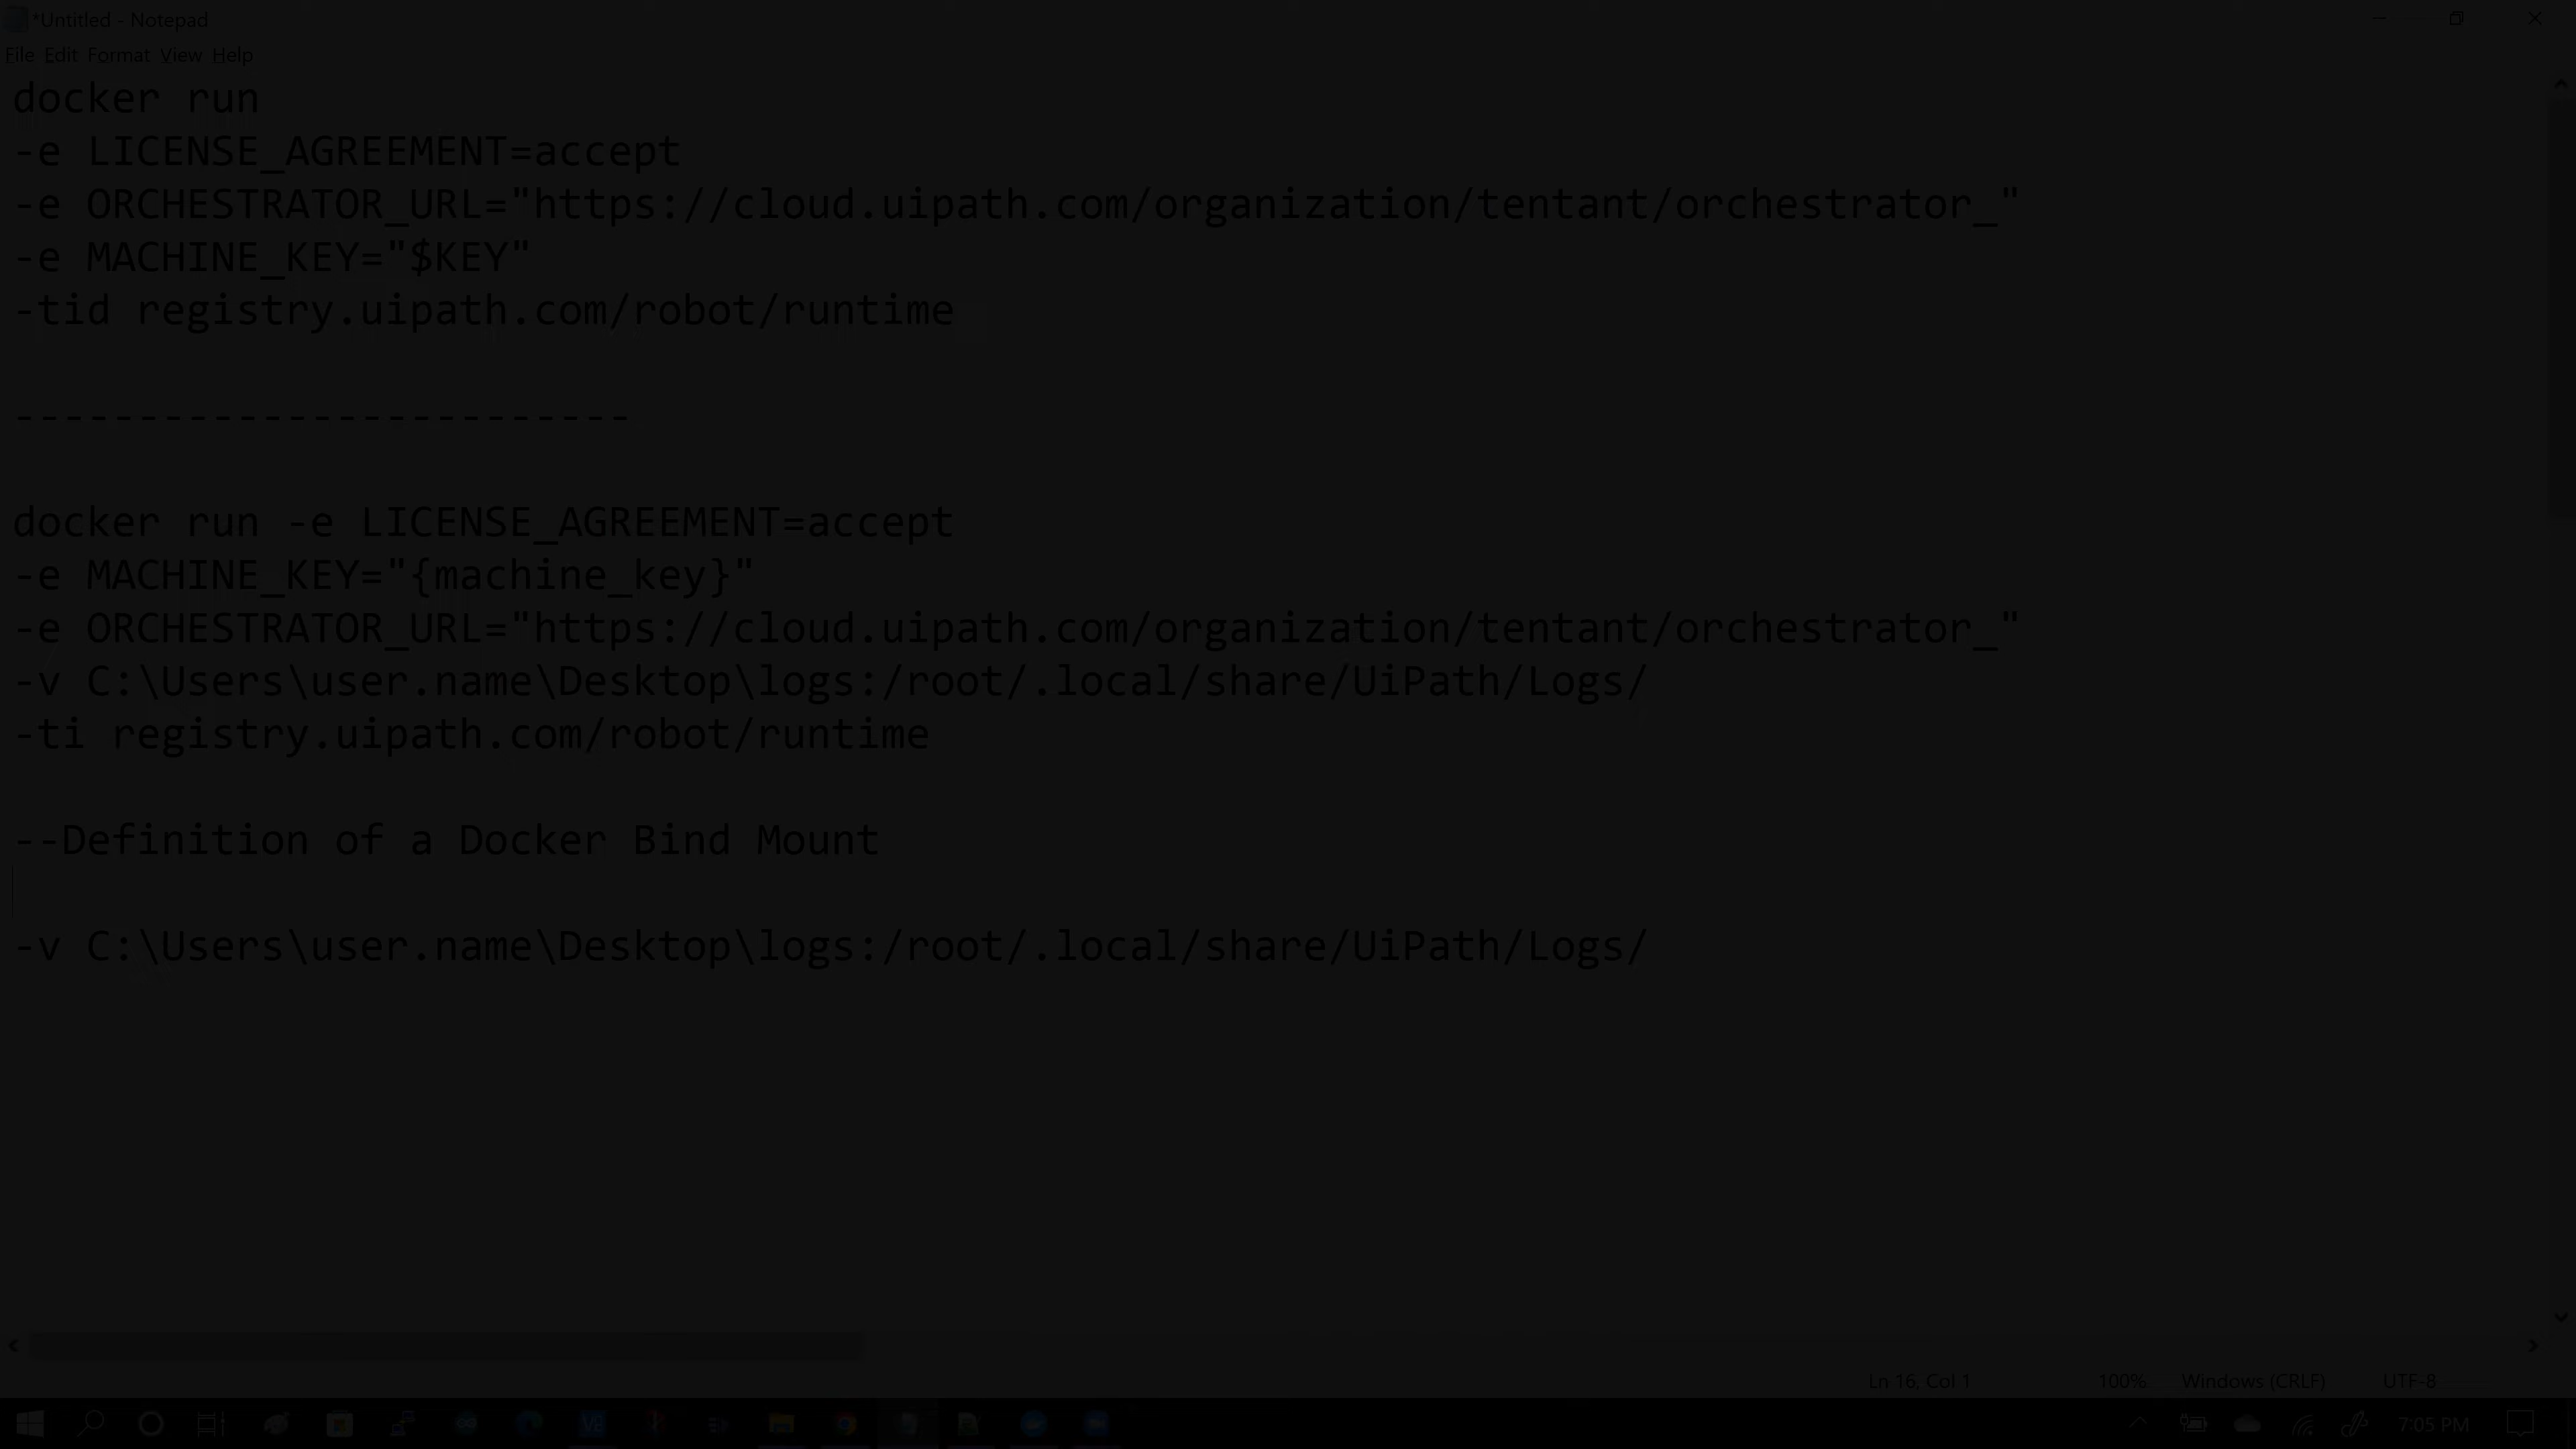 *Untitled - Notepad
File Edit Format View Help
docker run
-e LICENSE_AGREEMENT=accept
-e ORCHESTRATOR_URL="https://cloud.uipath.com/organization/tentant/orchestrator_"
-e MACHINE_KEY="$KEY"
-tid registry.uipath.com/robot/runtime
-------------------------
docker run -e LICENSE_AGREEMENT=accept
-e MACHINE_KEY="{machine_key}"
-e ORCHESTRATOR_URL="https://cloud.uipath.com/organization/tentant/orchestrator_"
-v C:\Users\user.name\Desktop\logs:/root/.local/share/UiPath/Logs/
-ti registry.uipath.com/robot/runtime
--Definition of a Docker Bind Mount
-v C:\Users\user.name\Desktop\logs:/root/.local/share/UiPath/Logs/
Ln 16, Col 1 100% Windows (CRLF) UTF-8
7:05 PM